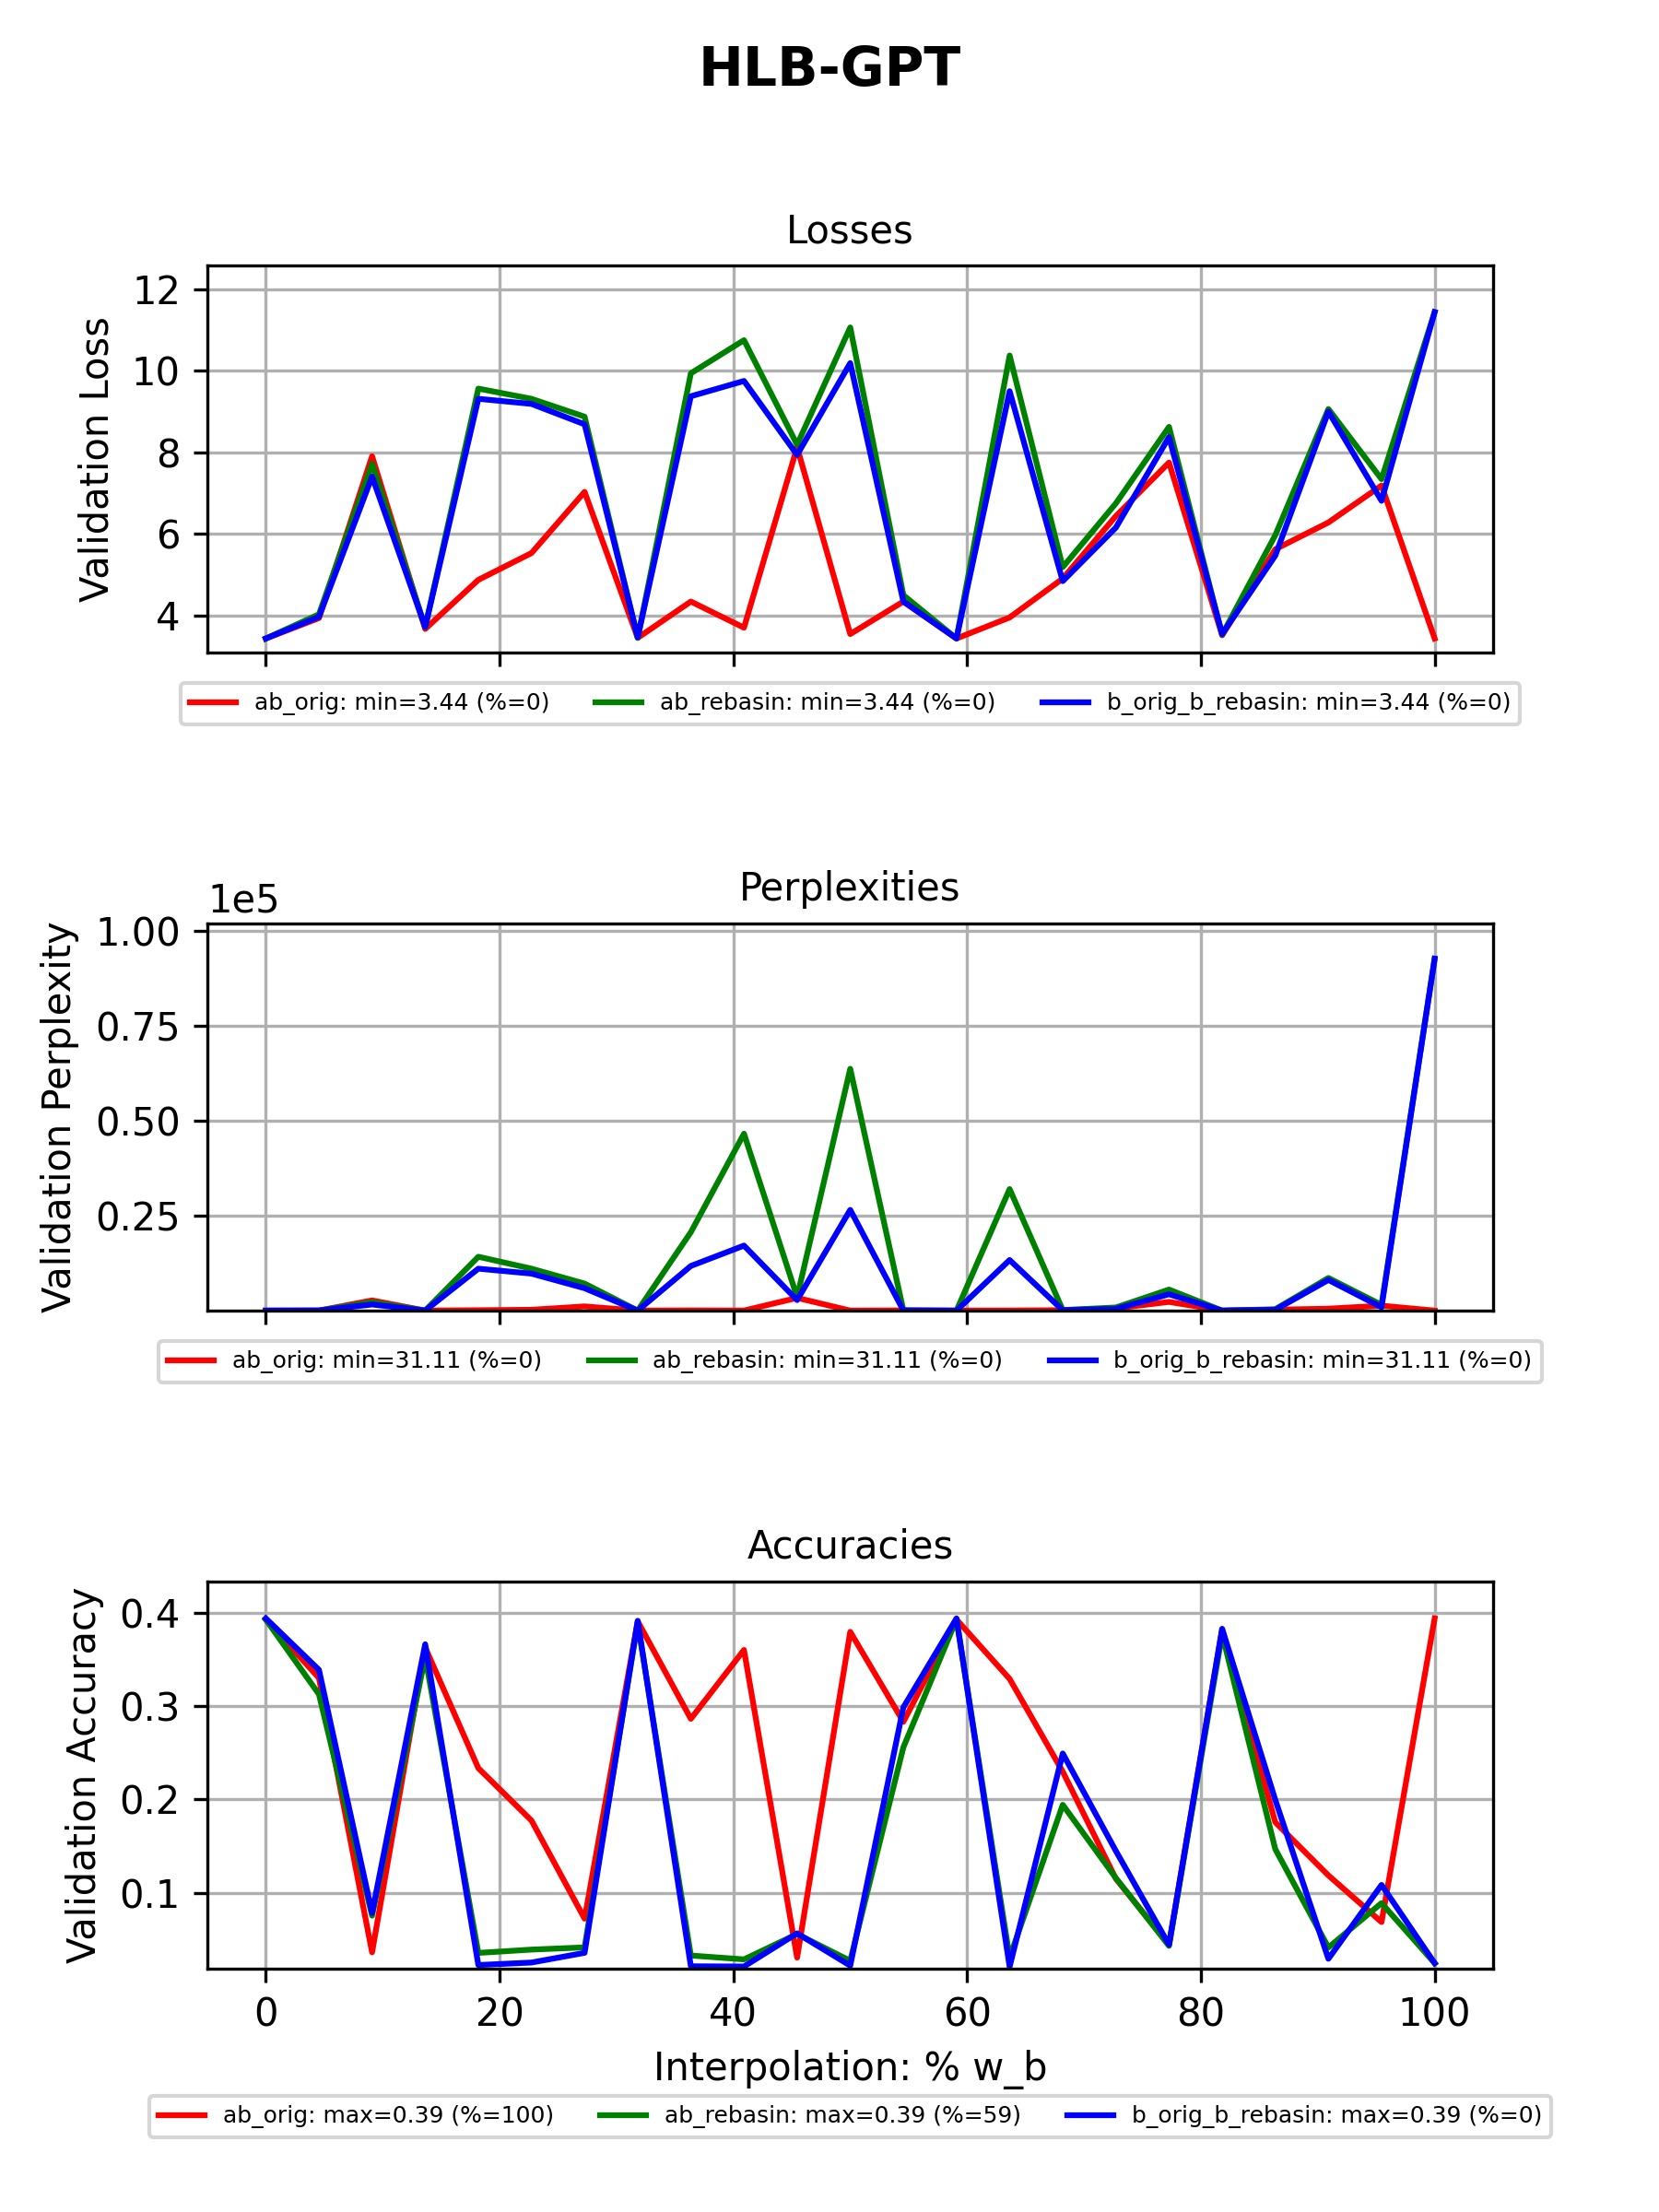 HLB-GPT
Losses
Validation Loss
12
10
8
6
4
ab_orig: min=3.44 (%=0) ab_rebasin: min=3.44 (%=0) b_orig_b_rebasin: min=3.44 (%=0)
Perplexities
1e5
Validation Perplexity
1.00
0.75
0.50
0.25
ab_orig: min=31.11 (%=0) ab_rebasin: min=31.11 (%=0) b_orig_b_rebasin: min=31.11 (%=0)
Accuracies
Validation Accuracy
0.4
0.3
0.2
0.1
0 20 40 60 80 100
Interpolation: % w_b
ab_orig: max=0.39 (%=100) ab_rebasin: max=0.39 (%=59) b_orig_b_rebasin: max=0.39 (%=0)